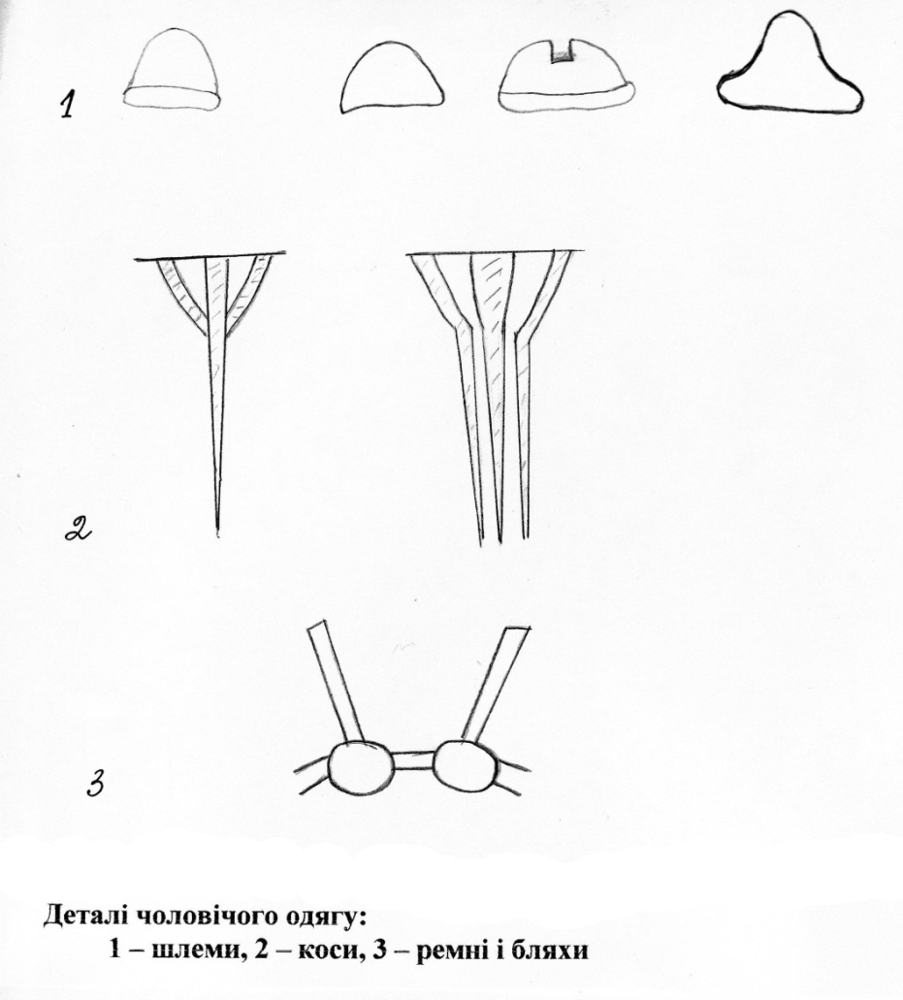 1
2
3
Деталі чоловічого одягу:
1 – шлеми, 2 – коси, 3 – ремні і бляхи